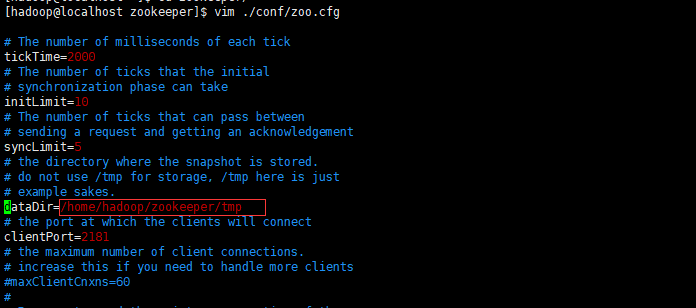 [hadoop@localhost zookeeper]$ vim ./conf/zoo.cfg
# The number of milliseconds of each tick
tickTime=2000
# The number of ticks that the initial
# synchronization phase can take
initLimit=10
# The number of ticks that can pass between
# sending a request and getting an acknowledgement
syncLimit=5
# the directory where the snapshot is stored.
# do not use /tmp for storage, /tmp here is just
# example sakes.
dataDir=/home/hadoop/zookeeper/tmp
# the port at which the clients will connect
clientPort=2181
# the maximum number of client connections.
# increase this if you need to handle more clients
#maxClientCnxns=60
#